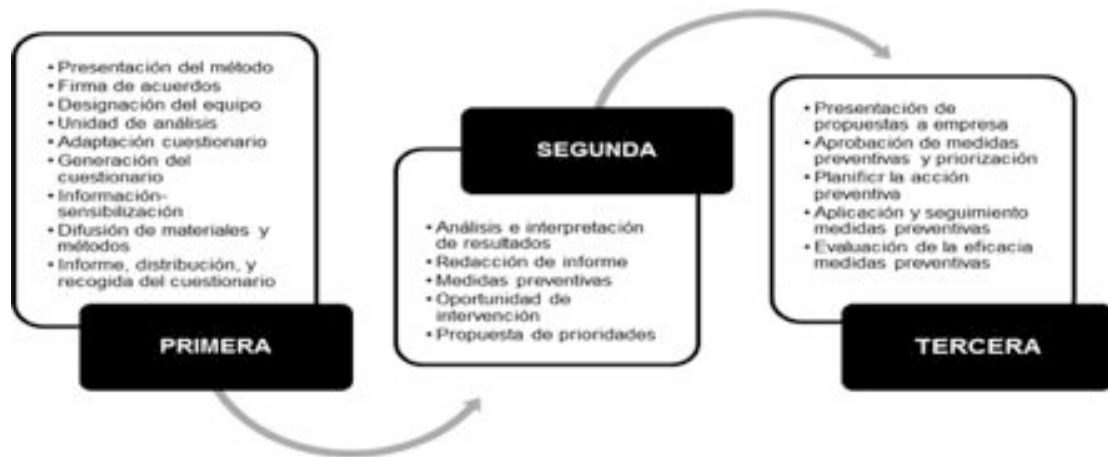 • Presentación del método
• Firma de acuerdos
• Designación del equipo
• Unidad de análisis
• Adaptación cuestionario
• Generación del
cuestionario
• Información-
sensibilización
• Difusión de materiales y
métodos
• Informe, distribución, y
recogida del cuestionario
PRIMERA
SEGUNDA
• Análisis e interpretación
de resultados
• Redacción de informe
• Medidas preventivas
• Oportunidad de
intervención
• Propuesta de prioridades
• Presentación de
propuestas a empresa
• Aprobación de medidas
preventivas y priorización
• Planificr la acción
preventiva
• Aplicación y seguimiento
medidas preventivas
• Evaluación de la eficacia
medidas preventivas
TERCERA